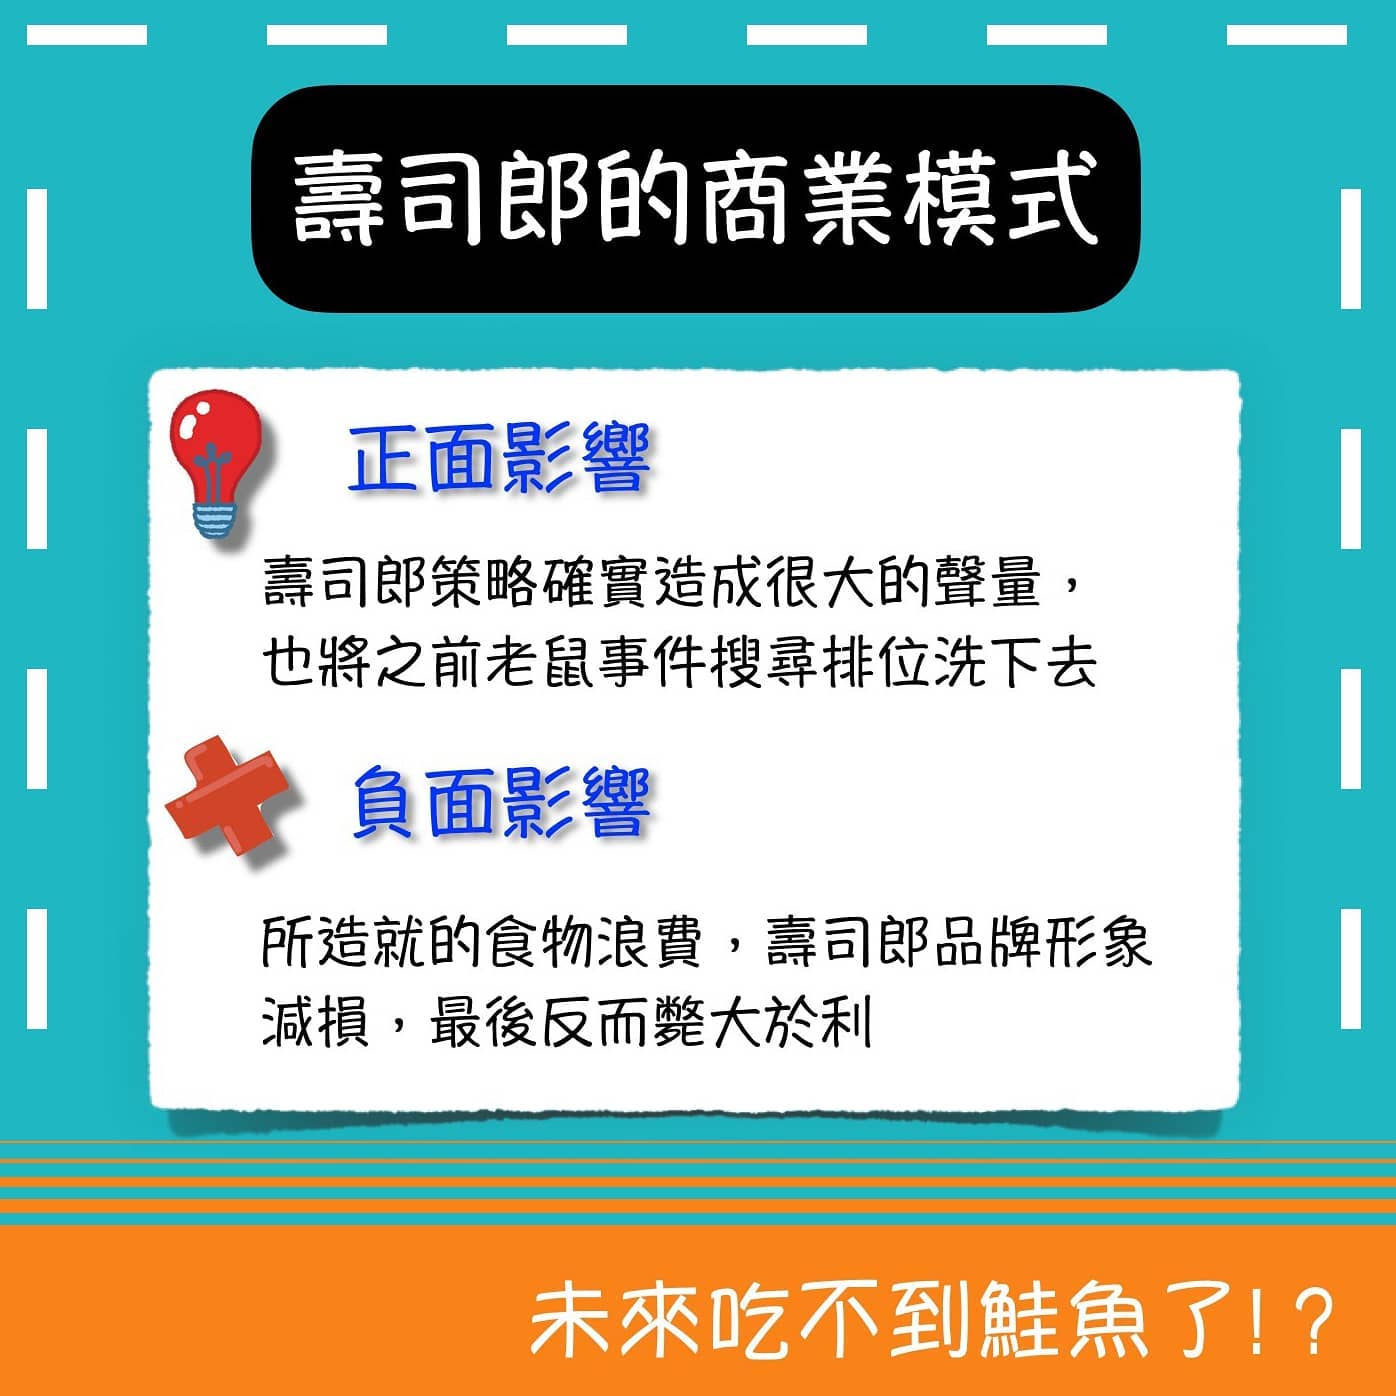 壽司郎的商業模式
正面影響
壽司郎策略確實造成很大的聲量，
也將之前老鼠事件搜尋排位洗下去
負面影響
所造就的食物浪費，壽司郎品牌形象
減損，最後反而斃大於利
未來吃不到鮭魚了!?